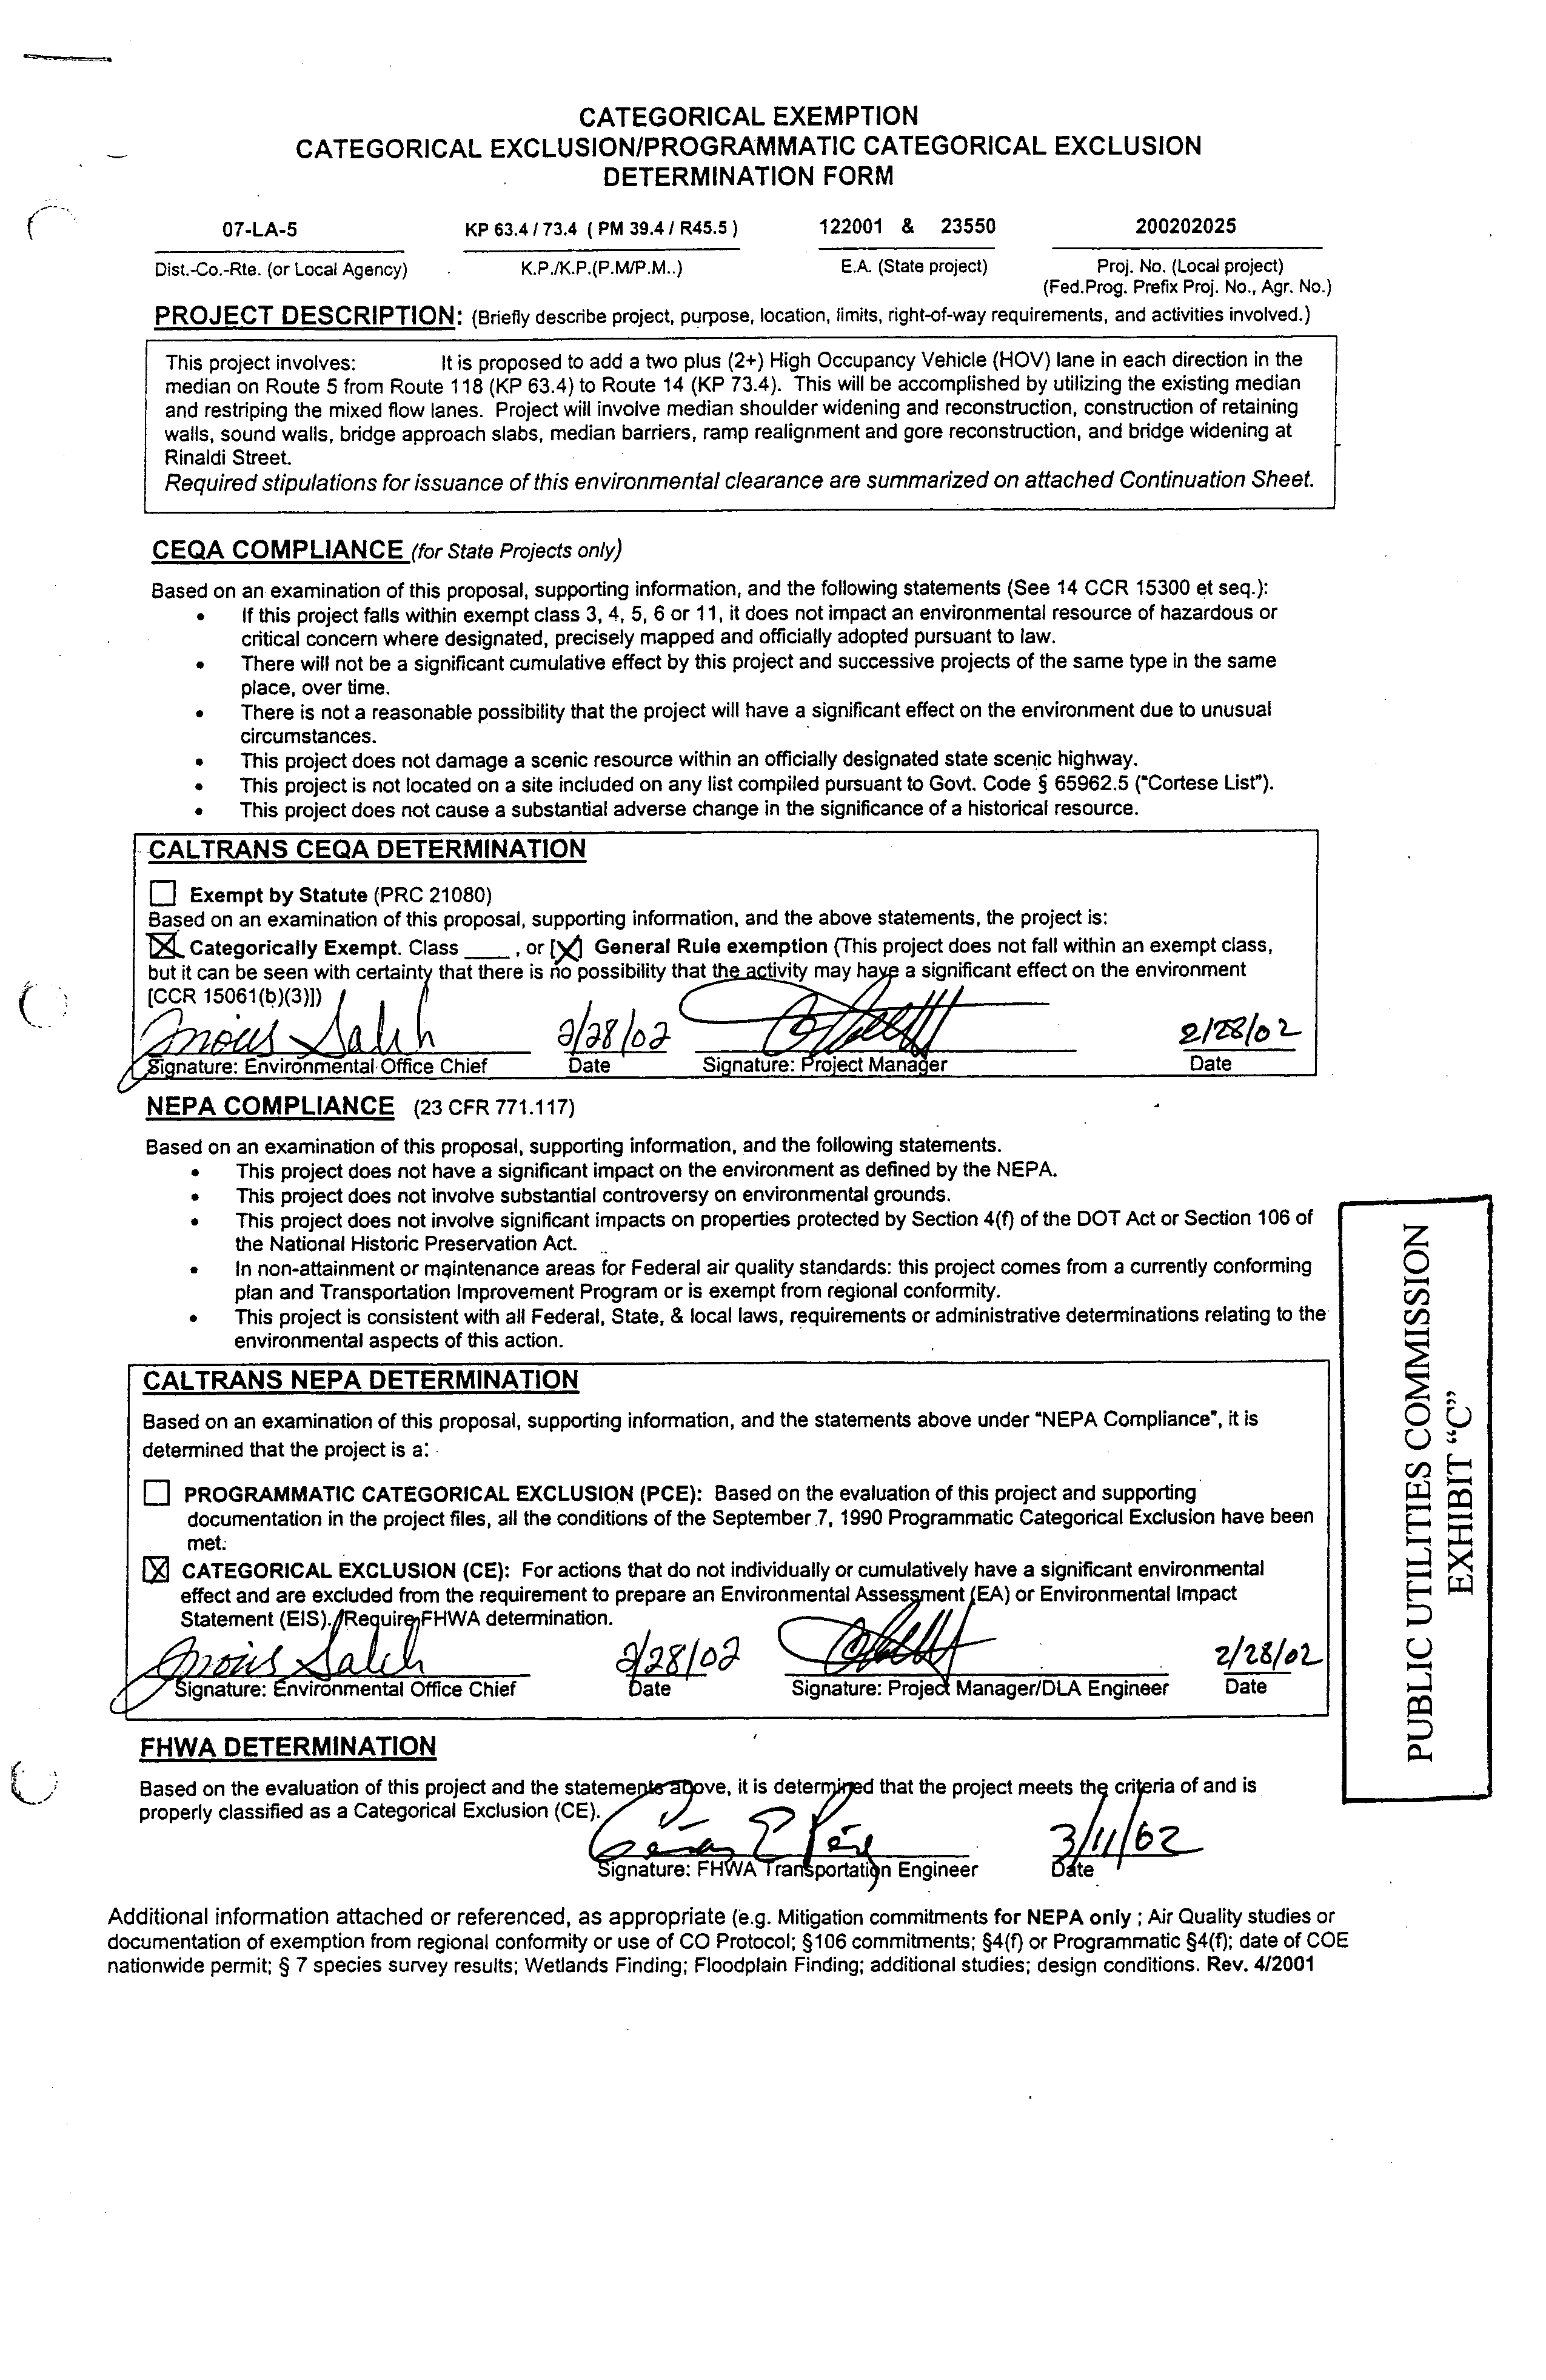 CATEGORICAL EXEMPTION
CATEGORICAL EXCLUSION/PROGRAMMATIC CATEGORICAL EXCLUSION
DETERMINATION FORM
07-LA-5 KP 63.4 / 73.4 ( PM 39.4 / R45.5 ) 122001 & 23550 200202025
Dist.-Co.-Rte. (or Local Agency) K.P./K.P.(P.M/P.M..) E.A. (State project) Proj. No. (Local project)
(Fed.Prog. Prefix Proj. No., Agr. No.)
PROJECT DESCRIPTION: (Briefly describe project, purpose, location, limits, right-of-way requirements, and activities involved.)
This project involves: It is proposed to add a two plus (2+) High Occupancy Vehicle (HOV) lane in each direction in the
median on Route 5 from Route 118 (KP 63.4) to Route 14 (KP 73.4). This will be accomplished by utilizing the existing median
and restriping the mixed flow lanes. Project will involve median shoulder widening and reconstruction, construction of retaining
walls, sound walls, bridge approach slabs, median barriers, ramp realignment and gore reconstruction, and bridge widening at
Rinaldi Street.
Required stipulations for issuance of this environmental clearance are summarized on attached Continuation Sheet.
CEQA COMPLIANCE (for State Projects only)
Based on an examination of this proposal, supporting information, and the following statements (See 14 CCR 15300 et seq.):
• If this project falls within exempt class 3, 4, 5, 6 or 11, it does not impact an environmental resource of hazardous or
critical concern where designated, precisely mapped and officially adopted pursuant to law.
• There will not be a significant cumulative effect by this project and successive projects of the same type in the same
place, over time.
• There is not a reasonable possibility that the project will have a significant effect on the environment due to unusual
circumstances.
• This project does not damage a scenic resource within an officially designated state scenic highway.
• This project is not located on a site included on any list compiled pursuant to Govt. Code § 65962.5 ("Cortese List").
• This project does not cause a substantial adverse change in the significance of a historical resource.
CALTRANS CEQA DETERMINATION
☐ Exempt by Statute (PRC 21080)
Based on an examination of this proposal, supporting information, and the above statements, the project is:
☒ Categorically Exempt. Class ____ , or [X] General Rule exemption (This project does not fall within an exempt class,
but it can be seen with certainty that there is no possibility that the activity may have a significant effect on the environment
[CCR 15061(b)(3)])
Saleh 2/28/02 2/28/02
Signature: Environmental Office Chief Date Signature: Project Manager Date
NEPA COMPLIANCE (23 CFR 771.117)
Based on an examination of this proposal, supporting information, and the following statements.
• This project does not have a significant impact on the environment as defined by the NEPA.
• This project does not involve substantial controversy on environmental grounds.
• This project does not involve significant impacts on properties protected by Section 4(f) of the DOT Act or Section 106 of
the National Historic Preservation Act.
• In non-attainment or maintenance areas for Federal air quality standards: this project comes from a currently conforming
plan and Transportation Improvement Program or is exempt from regional conformity.
• This project is consistent with all Federal, State, & local laws, requirements or administrative determinations relating to the
environmental aspects of this action.
CALTRANS NEPA DETERMINATION
Based on an examination of this proposal, supporting information, and the statements above under "NEPA Compliance", it is
determined that the project is a:
☐ PROGRAMMATIC CATEGORICAL EXCLUSION (PCE): Based on the evaluation of this project and supporting
documentation in the project files, all the conditions of the September 7, 1990 Programmatic Categorical Exclusion have been
met.
☒ CATEGORICAL EXCLUSION (CE): For actions that do not individually or cumulatively have a significant environmental
effect and are excluded from the requirement to prepare an Environmental Assessment (EA) or Environmental Impact
Statement (EIS). Require FHWA determination.
Saleh 2/28/02 2/28/02
Signature: Environmental Office Chief Date Signature: Project Manager/DLA Engineer Date
FHWA DETERMINATION
Based on the evaluation of this project and the statements above, it is determined that the project meets the criteria of and is
properly classified as a Categorical Exclusion (CE).
3/11/02
Signature: FHWA Transportation Engineer Date
Additional information attached or referenced, as appropriate (e.g. Mitigation commitments for NEPA only ; Air Quality studies or
documentation of exemption from regional conformity or use of CO Protocol; §106 commitments; §4(f) or Programmatic §4(f); date of COE
nationwide permit; § 7 species survey results; Wetlands Finding; Floodplain Finding; additional studies; design conditions. Rev. 4/2001
PUBLIC UTILITIES COMMISSION
EXHIBIT "C"